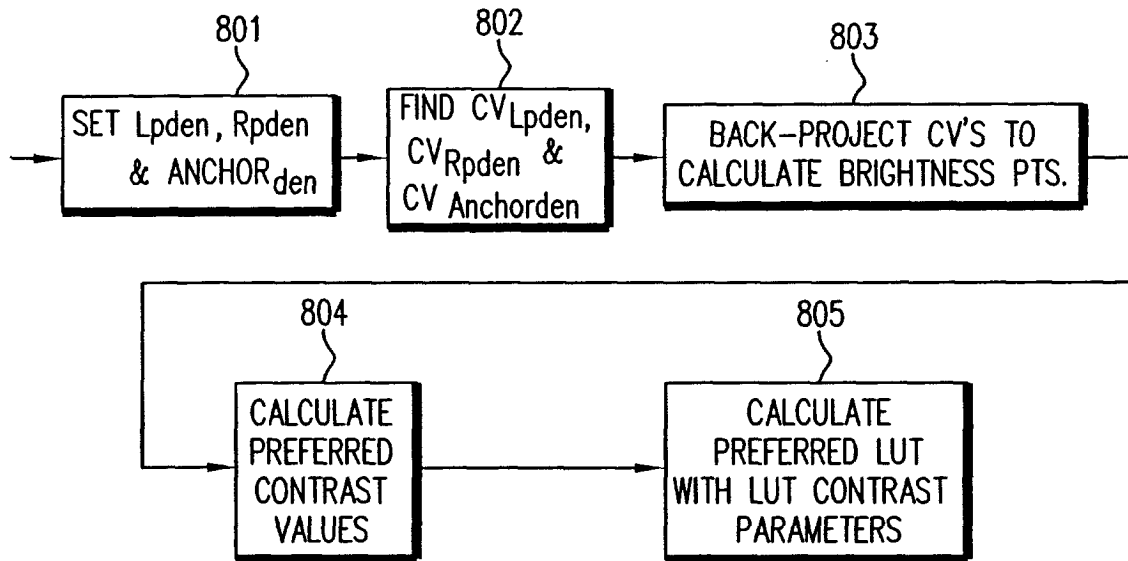 801
802
803
SET Lpden, Rpden
& ANCHORden
FIND CVLpden,
CVRpden &
CV Anchorden
BACK-PROJECT CV'S TO
CALCULATE BRIGHTNESS PTS.
804
805
CALCULATE
PREFERRED
CONTRAST
VALUES
CALCULATE
PREFERRED LUT
WITH LUT CONTRAST
PARAMETERS